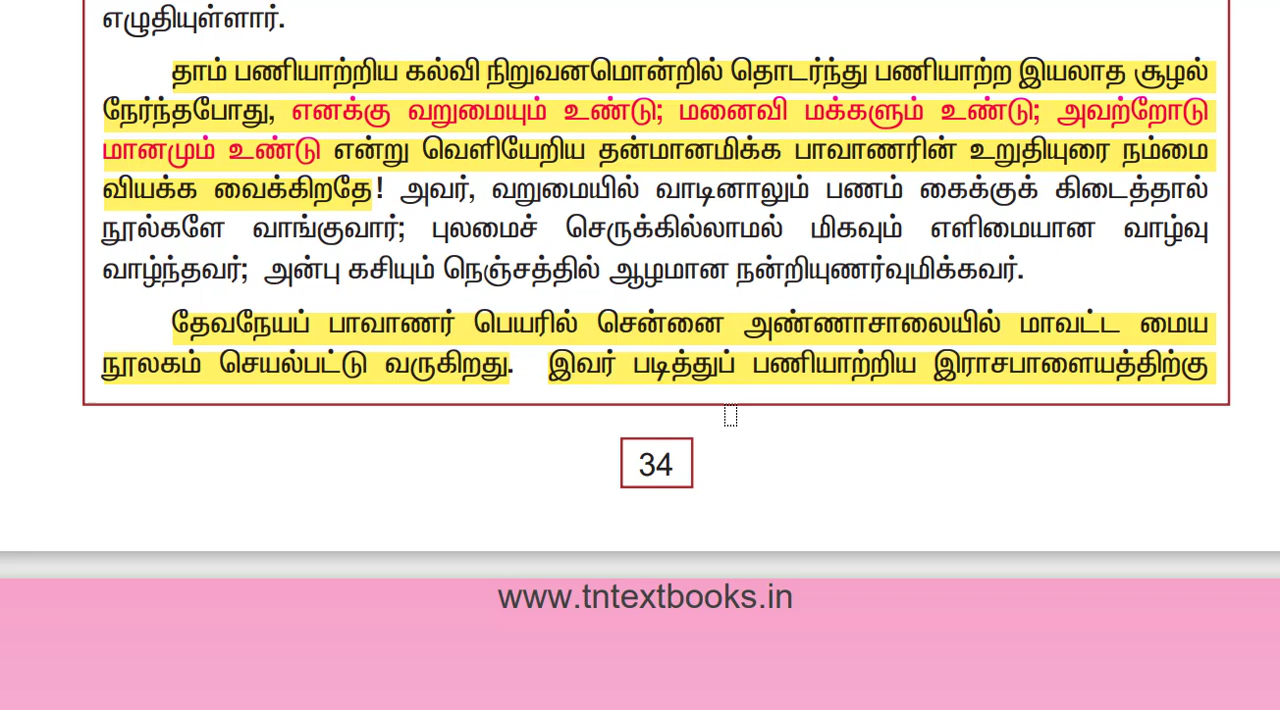 எழுதியுள்ளார்.
தாம் பணியாற்றிய கல்வி நிறுவனமொன்றில் தொடர்ந்து பணியாற்ற இயலாத சூழல்
நேர்ந்தபோது, எனக்கு வறுமையும் உண்டு; மனைவி மக்களும் உண்டு; அவற்றோடு
மானமும் உண்டு என்று வெளியேறிய தன்மானமிக்க பாவாணரின் உறுதியுரை நம்மை
வியக்க வைக்கிறதே! அவர், வறுமையில் வாடினாலும் பணம் கைக்குக் கிடைத்தால்
நூல்களே வாங்குவார்; புலமைச் செருக்கில்லாமல் மிகவும் எளிமையான வாழ்வு
வாழ்ந்தவர்; அன்பு கசியும் நெஞ்சத்தில் ஆழமான நன்றியுணர்வுமிக்கவர்.
தேவநேயப் பாவாணர் பெயரில் சென்னை அண்ணாசாலையில் மாவட்ட மைய
நூலகம் செயல்பட்டு வருகிறது. இவர் படித்துப் பணியாற்றிய இராசபாளையத்திற்கு
34
www.tntextbooks.in